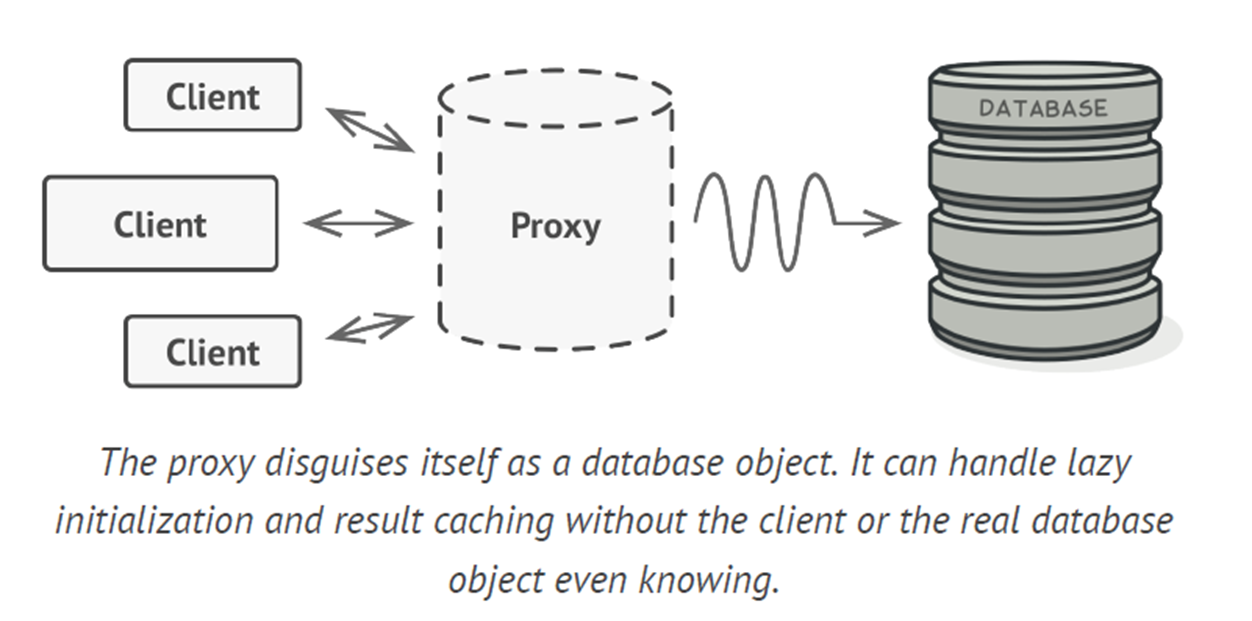 Client
DATABASE
Client
Proxy
Client
The proxy disguises itself as a database object. It can handle lazy
initialization and result caching without the client or the real database
object even knowing.